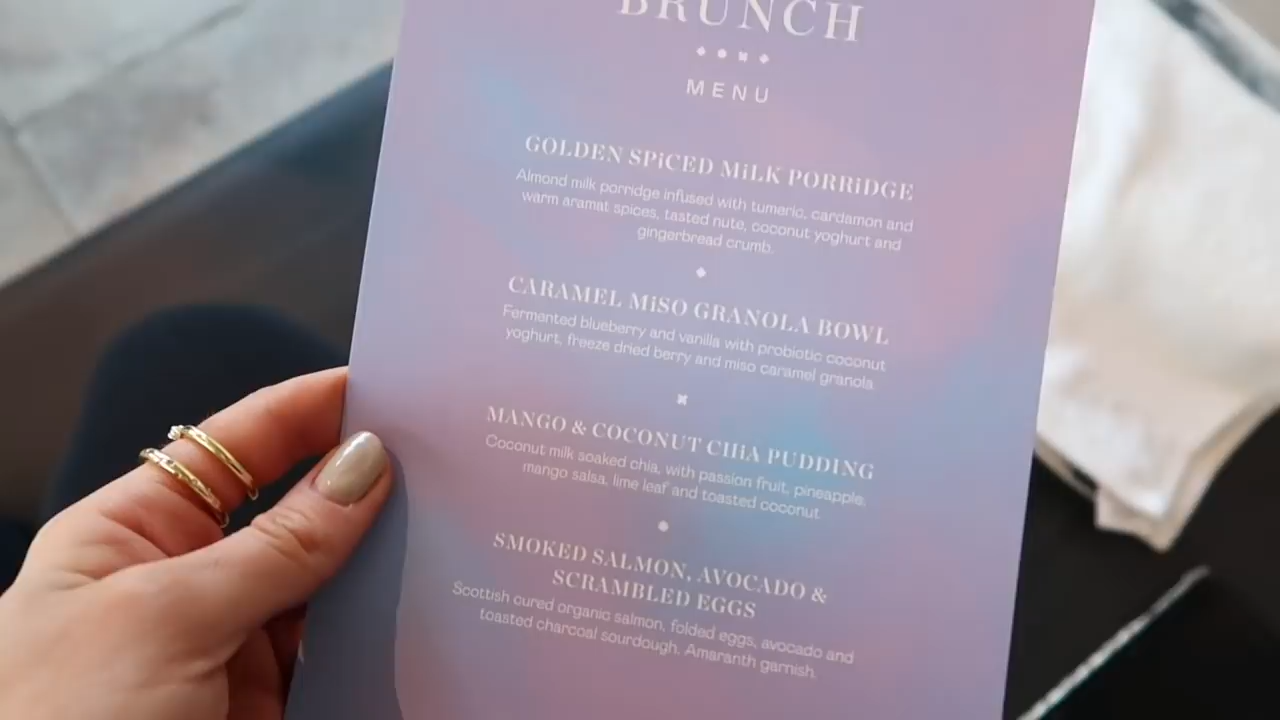 BRUNCH
MENU
GOLDEN SPiCED MiLK PORRiDGE
Almond milk porridge infused with tumeric, cardamon and
warm aramat spices, tasted nute, coconut yoghurt and
gingerbread crumb.
CARAMEL MiSO GRANOLA BOWL
Fermented blueberry and vanilla with probiotic coconut
yoghurt, freeze dried berry and miso caramel granola.
MANGO & COCONUT CHiA PUDDING
Coconut milk soaked chia, with passion fruit, pineapple,
mango salsa, lime leaf and toasted coconut.
SMOKED SALMON, AVOCADO &
SCRAMBLED EGGS
Scottish cured organic salmon, folded eggs, avocado and
toasted charcoal sourdough. Amaranth garnish.